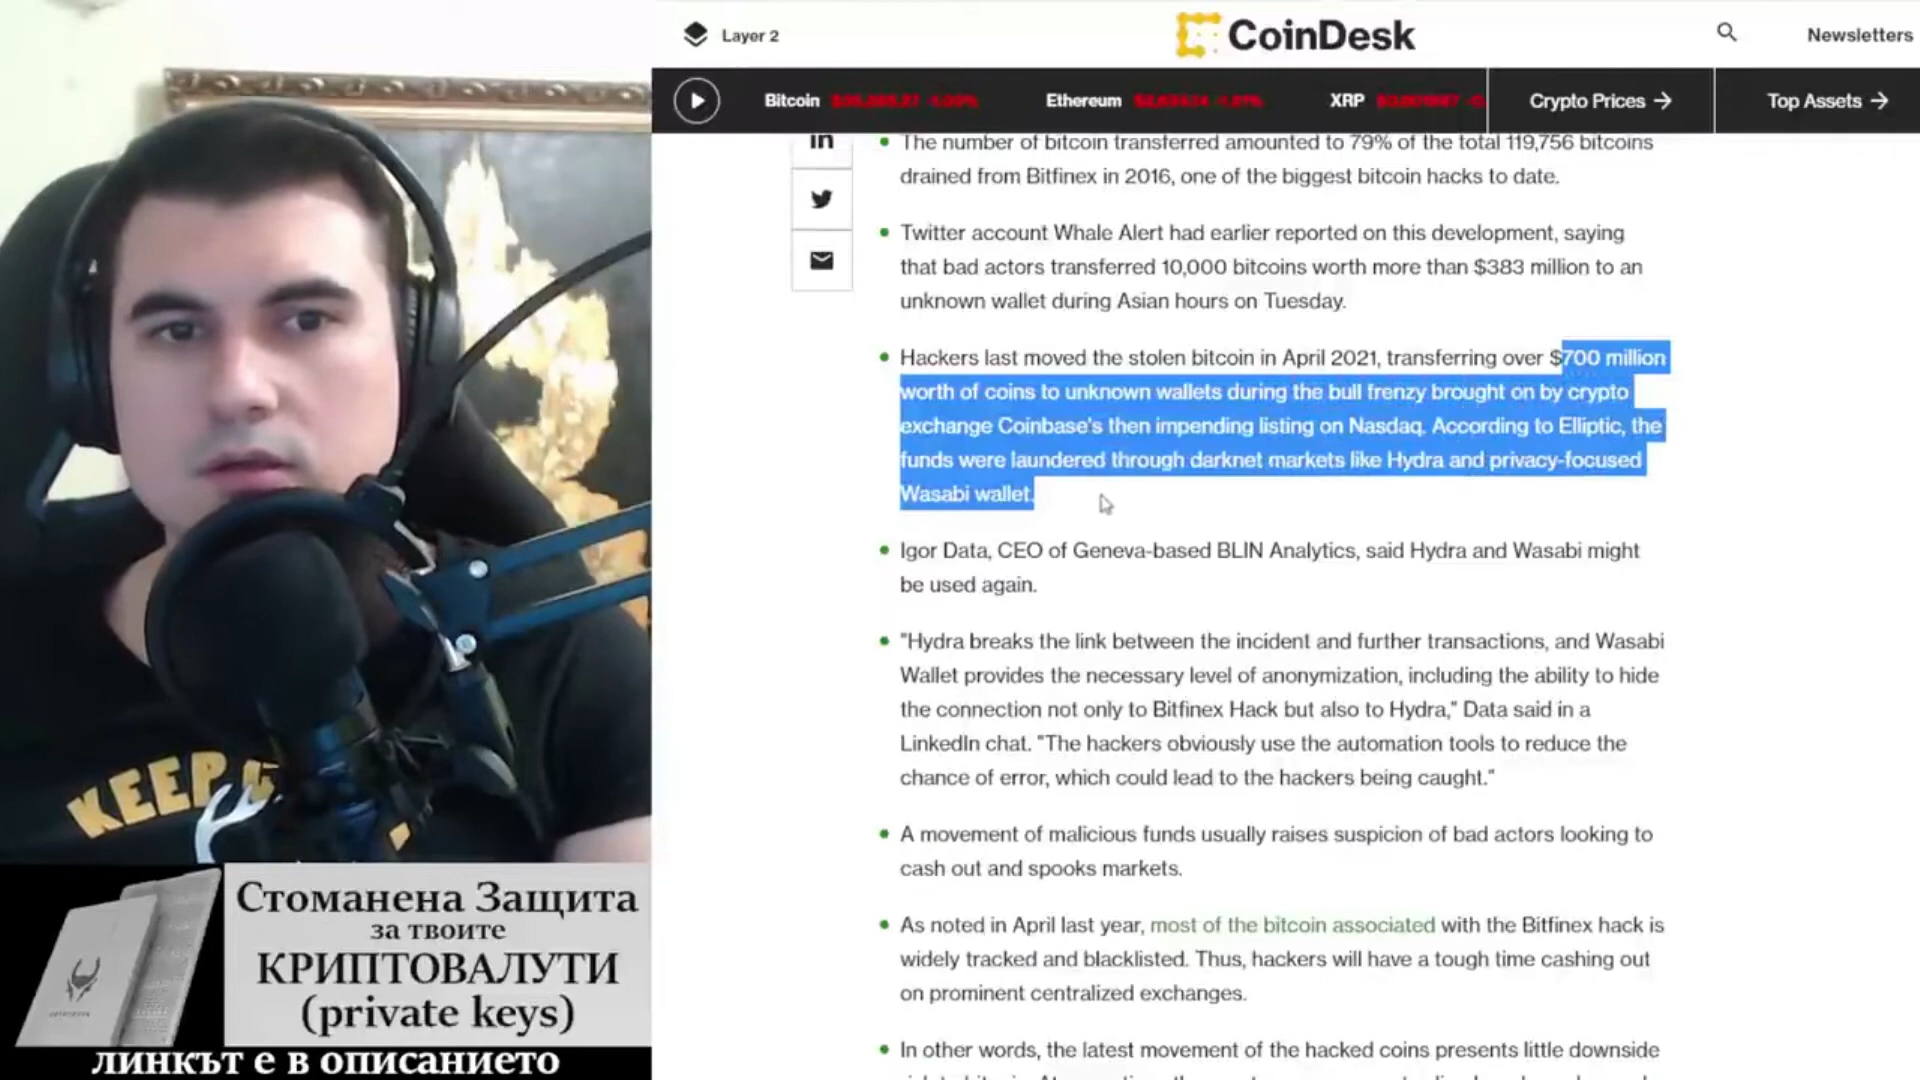 Layer 2
CoinDesk
Newsletters
Bitcoin
Ethereum
XRP
Crypto Prices →
Top Assets →
in
The number of bitcoin transferred amounted to 79% of the total 119,756 bitcoins
drained from Bitfinex in 2016, one of the biggest bitcoin hacks to date.
Twitter account Whale Alert had earlier reported on this development, saying
that bad actors transferred 10,000 bitcoins worth more than $383 million to an
unknown wallet during Asian hours on Tuesday.
Hackers last moved the stolen bitcoin in April 2021, transferring over $700 million
worth of coins to unknown wallets during the bull frenzy brought on by crypto
exchange Coinbase's then impending listing on Nasdaq. According to Elliptic, the
funds were laundered through darknet markets like Hydra and privacy-focused
Wasabi wallet.
Igor Data, CEO of Geneva-based BLIN Analytics, said Hydra and Wasabi might
be used again.
"Hydra breaks the link between the incident and further transactions, and Wasabi
Wallet provides the necessary level of anonymization, including the ability to hide
the connection not only to Bitfinex Hack but also to Hydra," Data said in a
LinkedIn chat. "The hackers obviously use the automation tools to reduce the
chance of error, which could lead to the hackers being caught."
A movement of malicious funds usually raises suspicion of bad actors looking to
cash out and spooks markets.
As noted in April last year, most of the bitcoin associated with the Bitfinex hack is
widely tracked and blacklisted. Thus, hackers will have a tough time cashing out
on prominent centralized exchanges.
In other words, the latest movement of the hacked coins presents little downside
KEEP
Стоманена Защита
за твоите
КРИПТОВАЛУТИ
(private keys)
линкът е в описанието